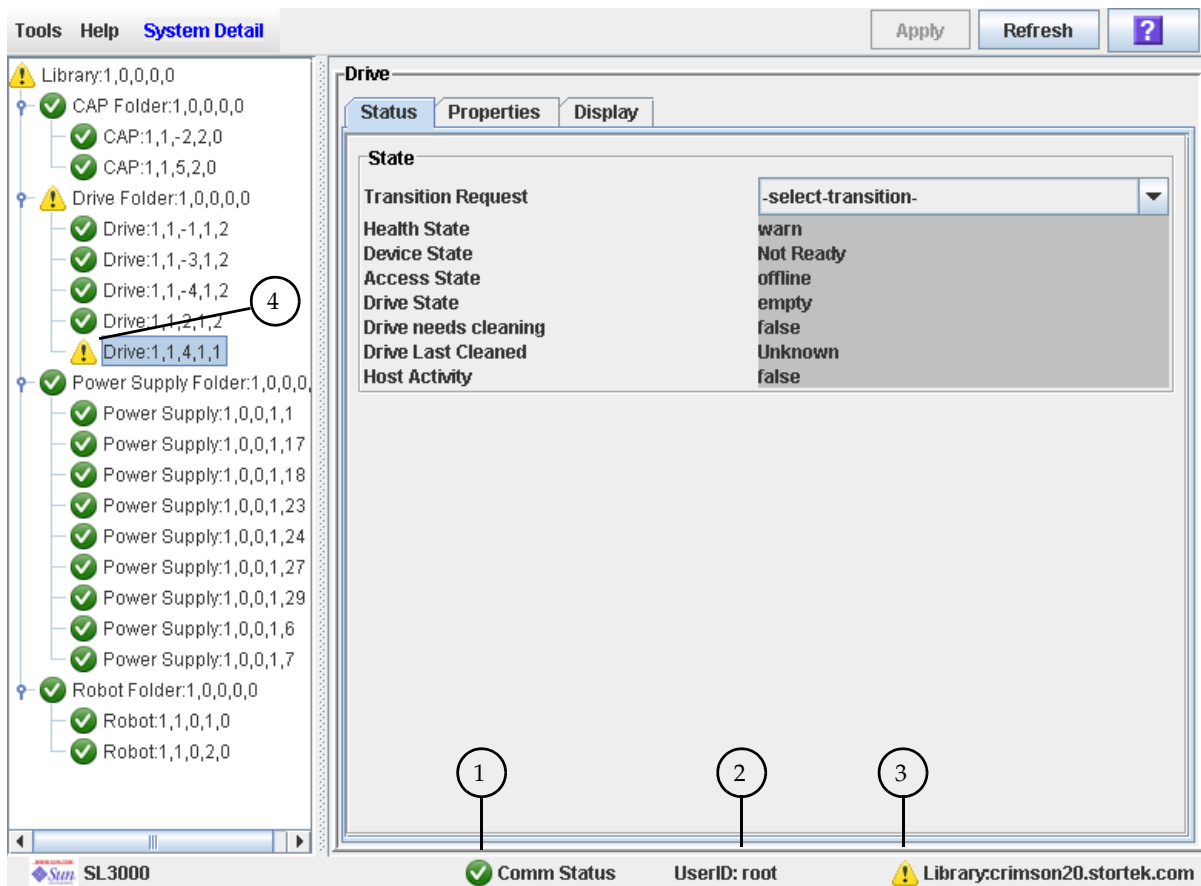 Tools Help System Detail
Apply Refresh ?
Library:1,0,0,0,0
CAP Folder:1,0,0,0,0
CAP:1,1,-2,2,0
CAP:1,1,5,2,0
Drive Folder:1,0,0,0,0
Drive:1,1,-1,1,2
Drive:1,1,-3,1,2
Drive:1,1,-4,1,2
4
Drive:1,1,2,1,2
Drive:1,1,4,1,1
Power Supply Folder:1,0,0,0,
Power Supply:1,0,0,1,1
Power Supply:1,0,0,1,17
Power Supply:1,0,0,1,18
Power Supply:1,0,0,1,23
Power Supply:1,0,0,1,24
Power Supply:1,0,0,1,27
Power Supply:1,0,0,1,29
Power Supply:1,0,0,1,6
Power Supply:1,0,0,1,7
Robot Folder:1,0,0,0,0
Robot:1,1,0,1,0
Robot:1,1,0,2,0
Drive
Status Properties Display
State
Transition Request -select-transition-
Health State warn
Device State Not Ready
Access State offline
Drive State empty
Drive needs cleaning false
Drive Last Cleaned Unknown
Host Activity false
1 2 3
Sun SL3000 Comm Status UserID: root Library:crimson20.stortek.com